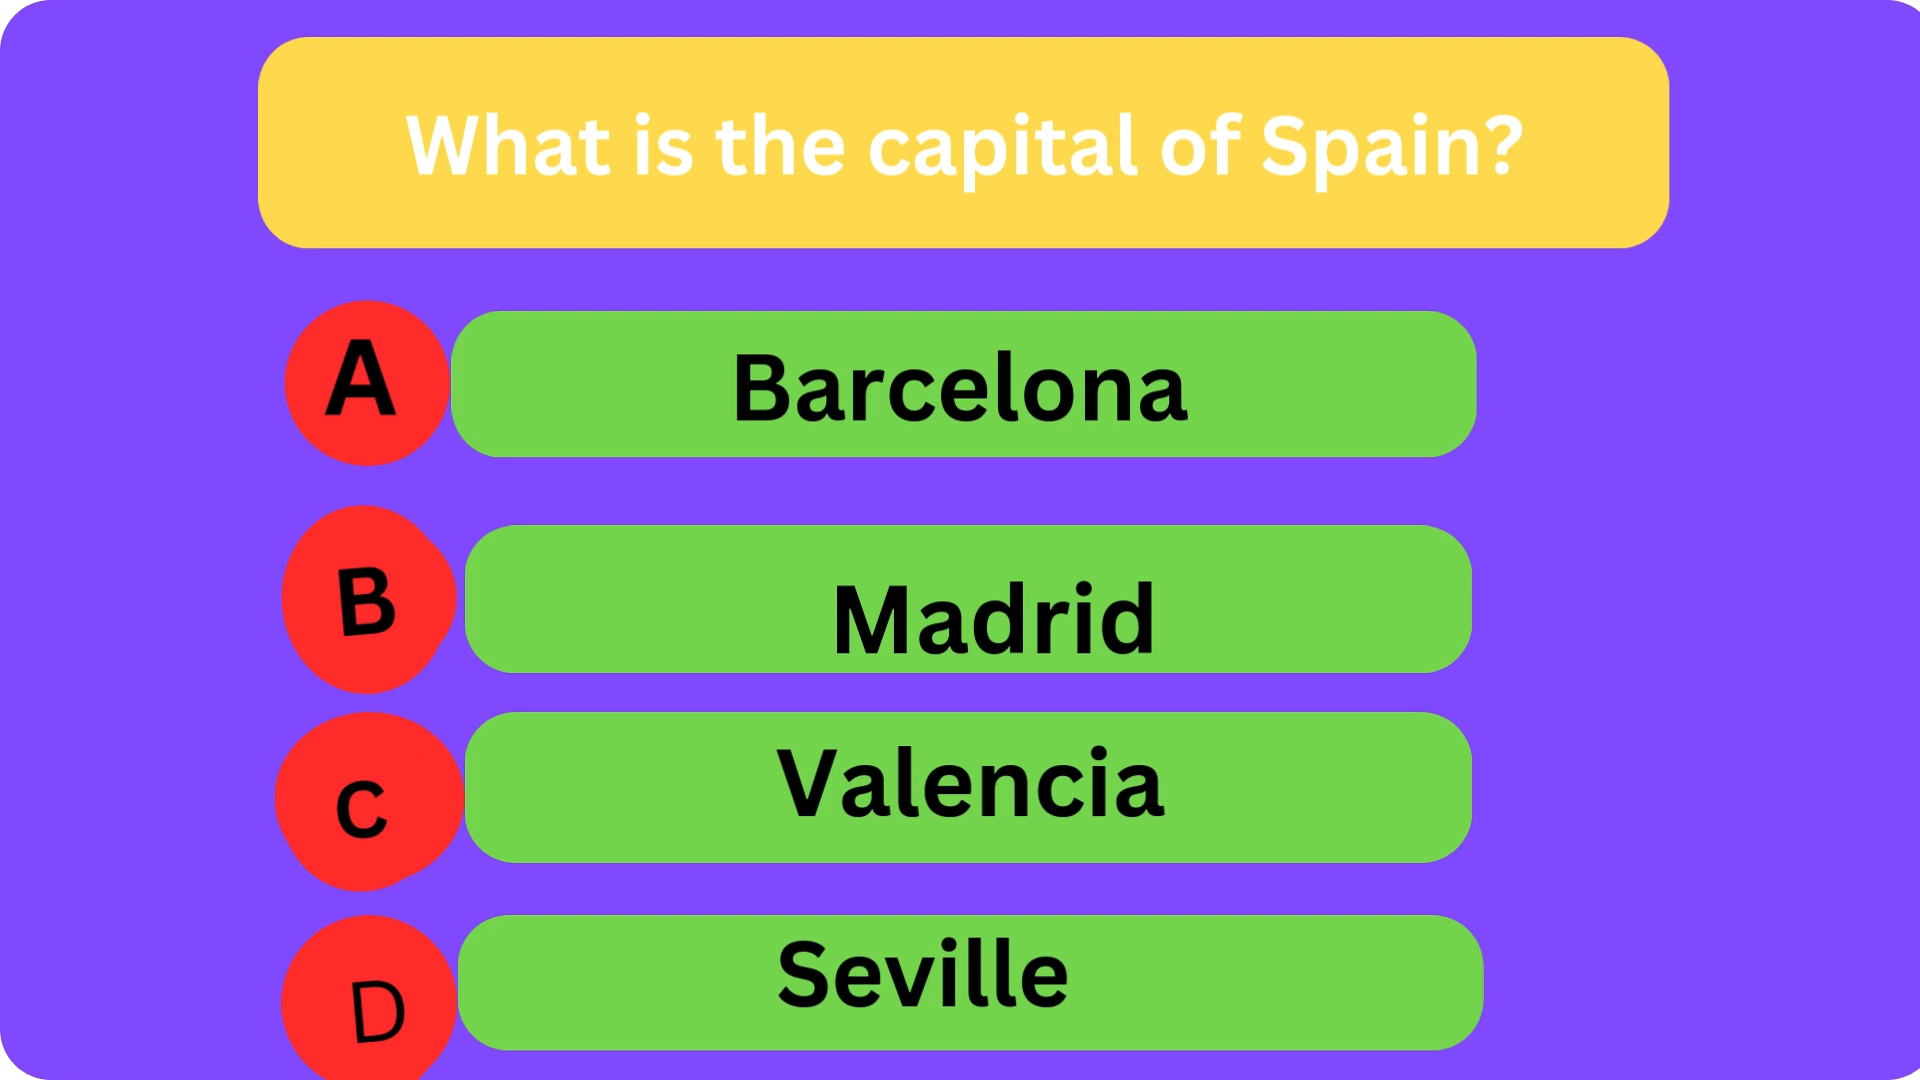 What is the capital of Spain?
A Barcelona
B Madrid
C Valencia
D Seville